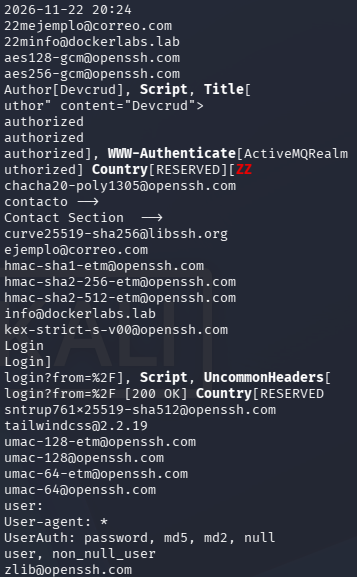 2026-11-22 20:24
22mejemplo@correo.com
22minfo@dockerlabs.lab
aes128-gcm@openssh.com
aes256-gcm@openssh.com
Author[Devcrud], Script, Title[
uthor" content="Devcrud">
authorized
authorized
authorized], WWW-Authenticate[ActiveMQRealm
uthorized] Country[RESERVED][ZZ
chacha20-poly1305@openssh.com
contacto -->
Contact Section  -->
curve25519-sha256@libssh.org
ejemplo@correo.com
hmac-sha1-etm@openssh.com
hmac-sha2-256-etm@openssh.com
hmac-sha2-512-etm@openssh.com
info@dockerlabs.lab
kex-strict-s-v00@openssh.com
Login
Login]
login?from=%2F], Script, UncommonHeaders[
login?from=%2F [200 OK] Country[RESERVED
sntrup761×25519-sha512@openssh.com
tailwindcss@2.2.19
umac-128-etm@openssh.com
umac-128@openssh.com
umac-64-etm@openssh.com
umac-64@openssh.com
user:
User-agent: *
UserAuth: password, md5, md2, null
user, non_null_user
zlib@openssh.com